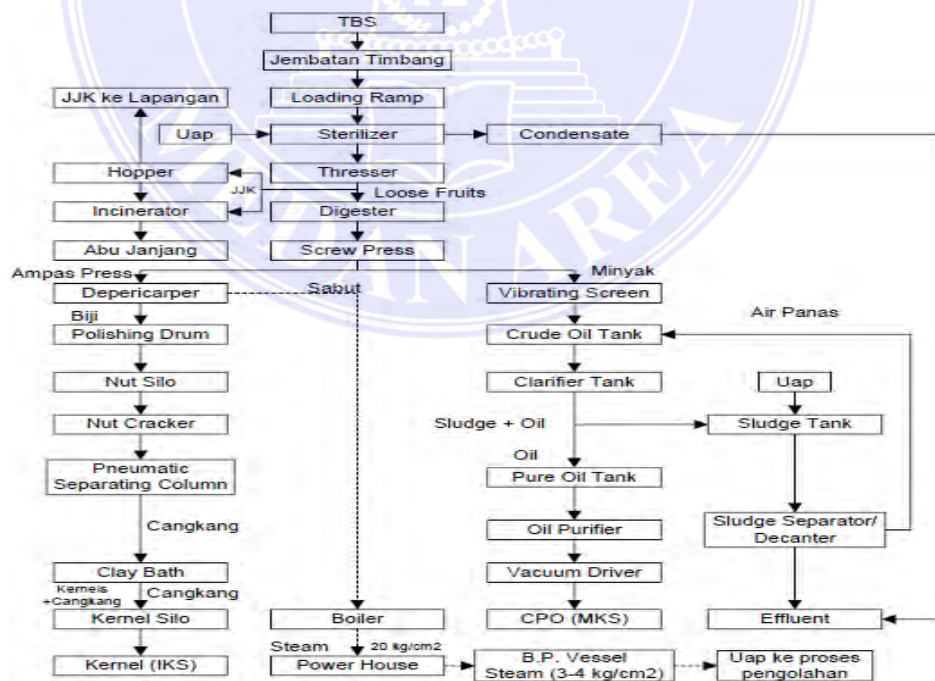 TBS
Jembatan Timbang
JJK ke Lapangan
Loading Ramp
Uap
Sterilizer
Condensate
Hopper
Thresser
JJK
Loose Fruits
Incinerator
Digester
Abu Janjang
Screw Press
Ampas Press
Minyak
Depericarper
Sabut
Vibrating Screen
Biji
Air Panas
Polishing Drum
Crude Oil Tank
Nut Silo
Clarifier Tank
Uap
Nut Cracker
Sludge + Oil
Sludge Tank
Oil
Pneumatic
Separating Column
Pure Oil Tank
Cangkang
Oil Purifier
Sludge Separator/
Decanter
Clay Bath
Vacuum Driver
Kernels
+Cangkang
Cangkang
Kernel Silo
Boiler
CPO (MKS)
Effluent
Steam
20 kg/cm2
Kernel (IKS)
Power House
B.P. Vessel
Steam (3-4 kg/cm2)
Uap ke proses
pengolahan
MEDAN AREA